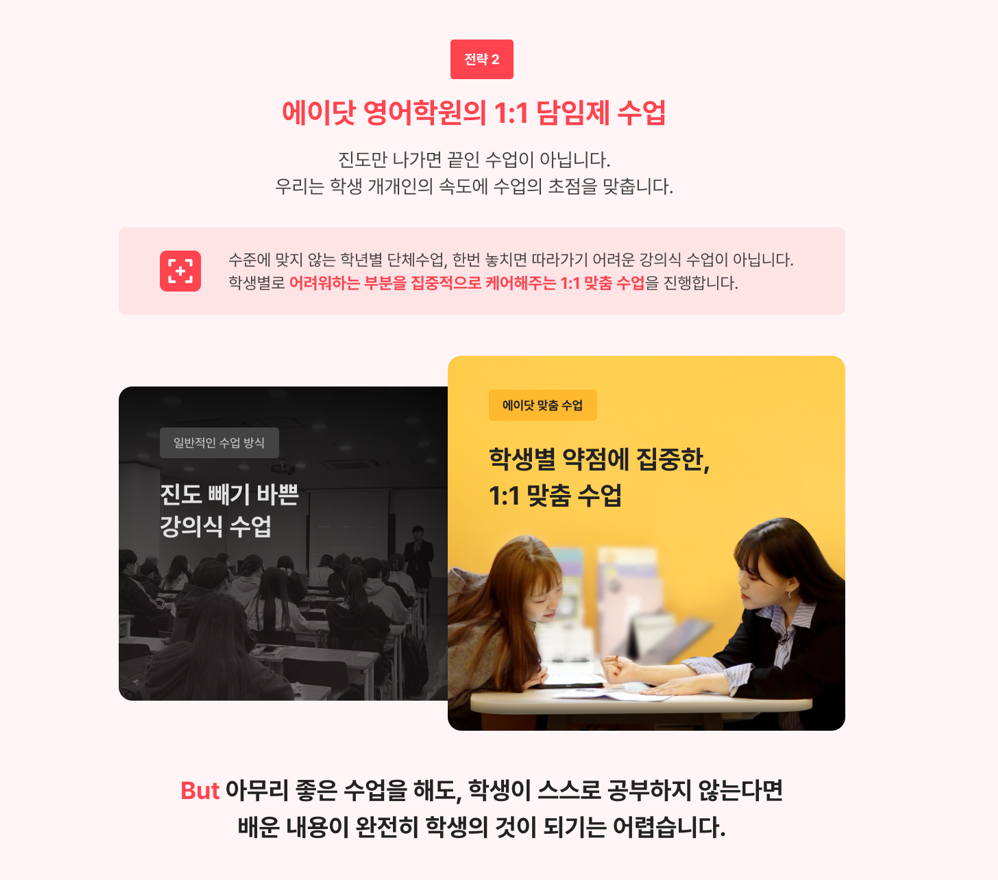 전략 2
에이닷 영어학원의 1:1 담임제 수업
진도만 나가면 끝인 수업이 아닙니다.
우리는 학생 개개인의 속도에 수업의 초점을 맞춥니다.
수준에 맞지 않는 학년별 단체수업, 한번 놓치면 따라가기 어려운 강의식 수업이 아닙니다.
학생별로 어려워하는 부분을 집중적으로 케어해주는 1:1 맞춤 수업을 진행합니다.
일반적인 수업 방식
진도 빼기 바쁜
강의식 수업
에이닷 맞춤 수업
학생별 약점에 집중한,
1:1 맞춤 수업
But 아무리 좋은 수업을 해도, 학생이 스스로 공부하지 않는다면
배운 내용이 완전히 학생의 것이 되기는 어렵습니다.